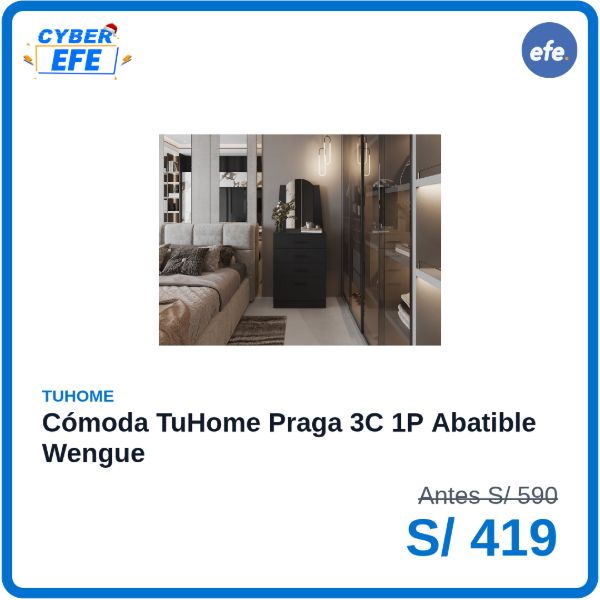 CYBER
EFE
efe.
TUHOME
Cómoda TuHome Praga 3C 1P Abatible
Wengue
Antes S/ 590
S/ 419